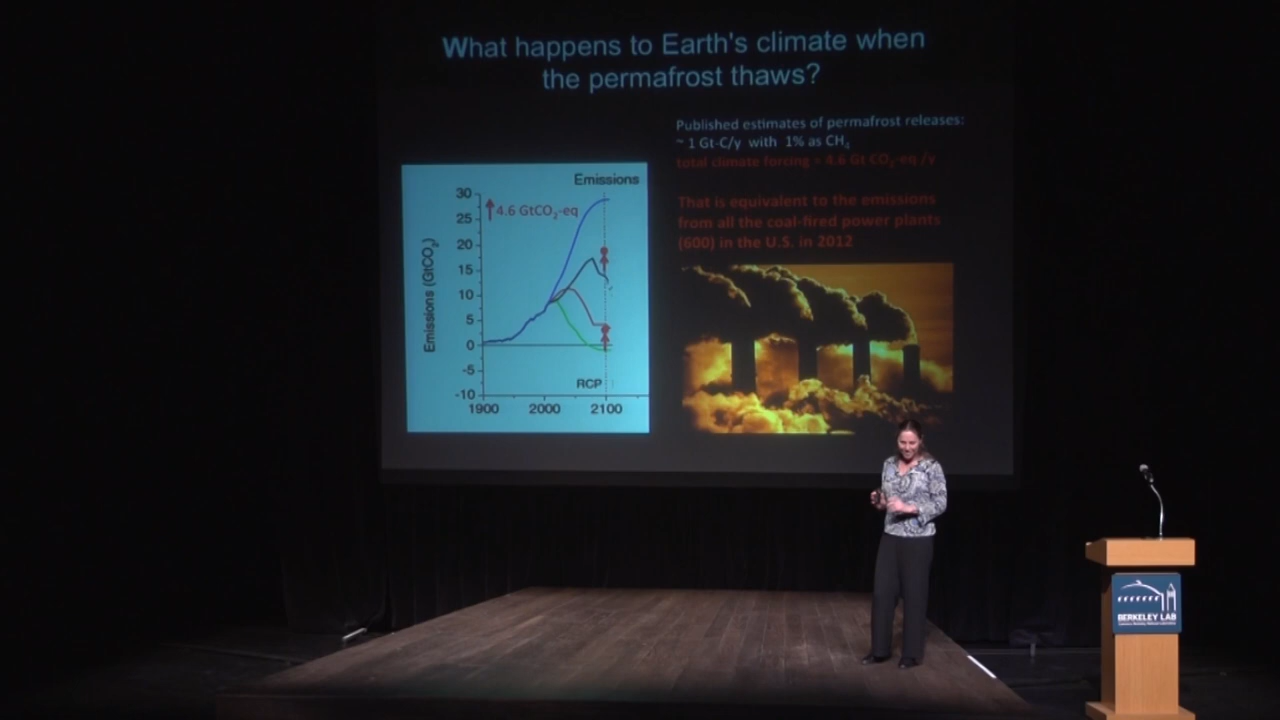 What happens to Earth's climate when
the permafrost thaws?
Published estimates of permafrost releases:
~ 1 Gt-C/y with 1% as CH4
total climate forcing = 4.6 Gt CO2-eq /y
That is equivalent to the emissions
from all the coal-fired power plants
(600) in the U.S. in 2012
Emissions
4.6 GtCO2-eq
Emissions (GtCO2)
30
25
20
15
10
5
0
-5
-10
RCP
1900 2000 2100
BERKELEY LAB